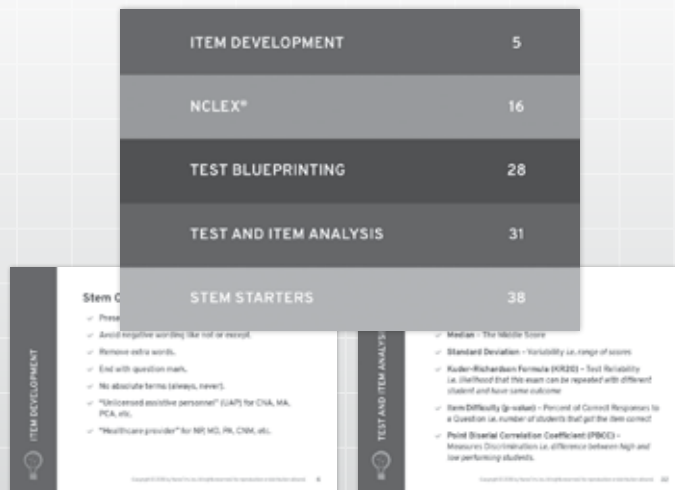 ITEM DEVELOPMENT 5
NCLEX® 16
TEST BLUEPRINTING 28
TEST AND ITEM ANALYSIS 31
STEM STARTERS 38
ITEM DEVELOPMENT
Stem
Avoid negative wording like not or except.
Remove extra words.
End with question mark.
No absolute terms (always, never).
"Unlicensed assistive personnel" (UAP) for CNA, MA,
PCA, etc.
"Healthcare provider" for NP, MD, PA, CNM, etc.
6
TEST AND ITEM ANALYSIS
Median – The Middle Score
Standard Deviation – Variability i.e. range of scores
Kuder-Richardson Formula (KR20) – Test Reliability
i.e. likelihood that this exam can be repeated with different
student and have same outcome
Item Difficulty (p-value) – Percent of Correct Responses to
a Question i.e. number of students that got the item correct
Point Biserial Correlation Coefficient (PBCC) –
Measures Discrimination i.e. difference between high and
low performing students.